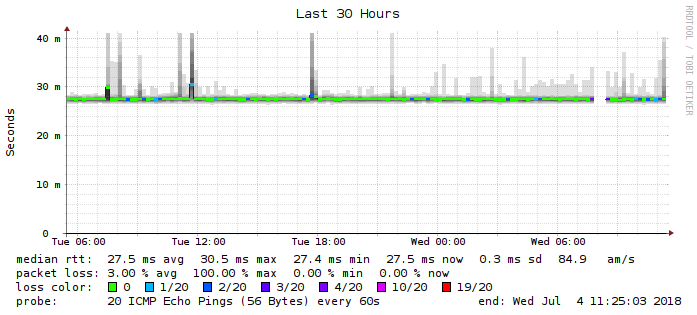 Last 30 Hours
RRDTOOL / TOBI OETIKER
Seconds
40 m
30 m
20 m
10 m
0
Tue 06:00 Tue 12:00 Tue 18:00 Wed 00:00 Wed 06:00
median rtt: 27.5 ms avg 30.5 ms max 27.4 ms min 27.5 ms now 0.3 ms sd 84.9 am/s
packet loss: 3.00 % avg 100.00 % max 0.00 % min 0.00 % now
loss color: 0 1/20 2/20 3/20 4/20 10/20 19/20
probe: 20 ICMP Echo Pings (56 Bytes) every 60s end: Wed Jul 4 11:25:03 2018